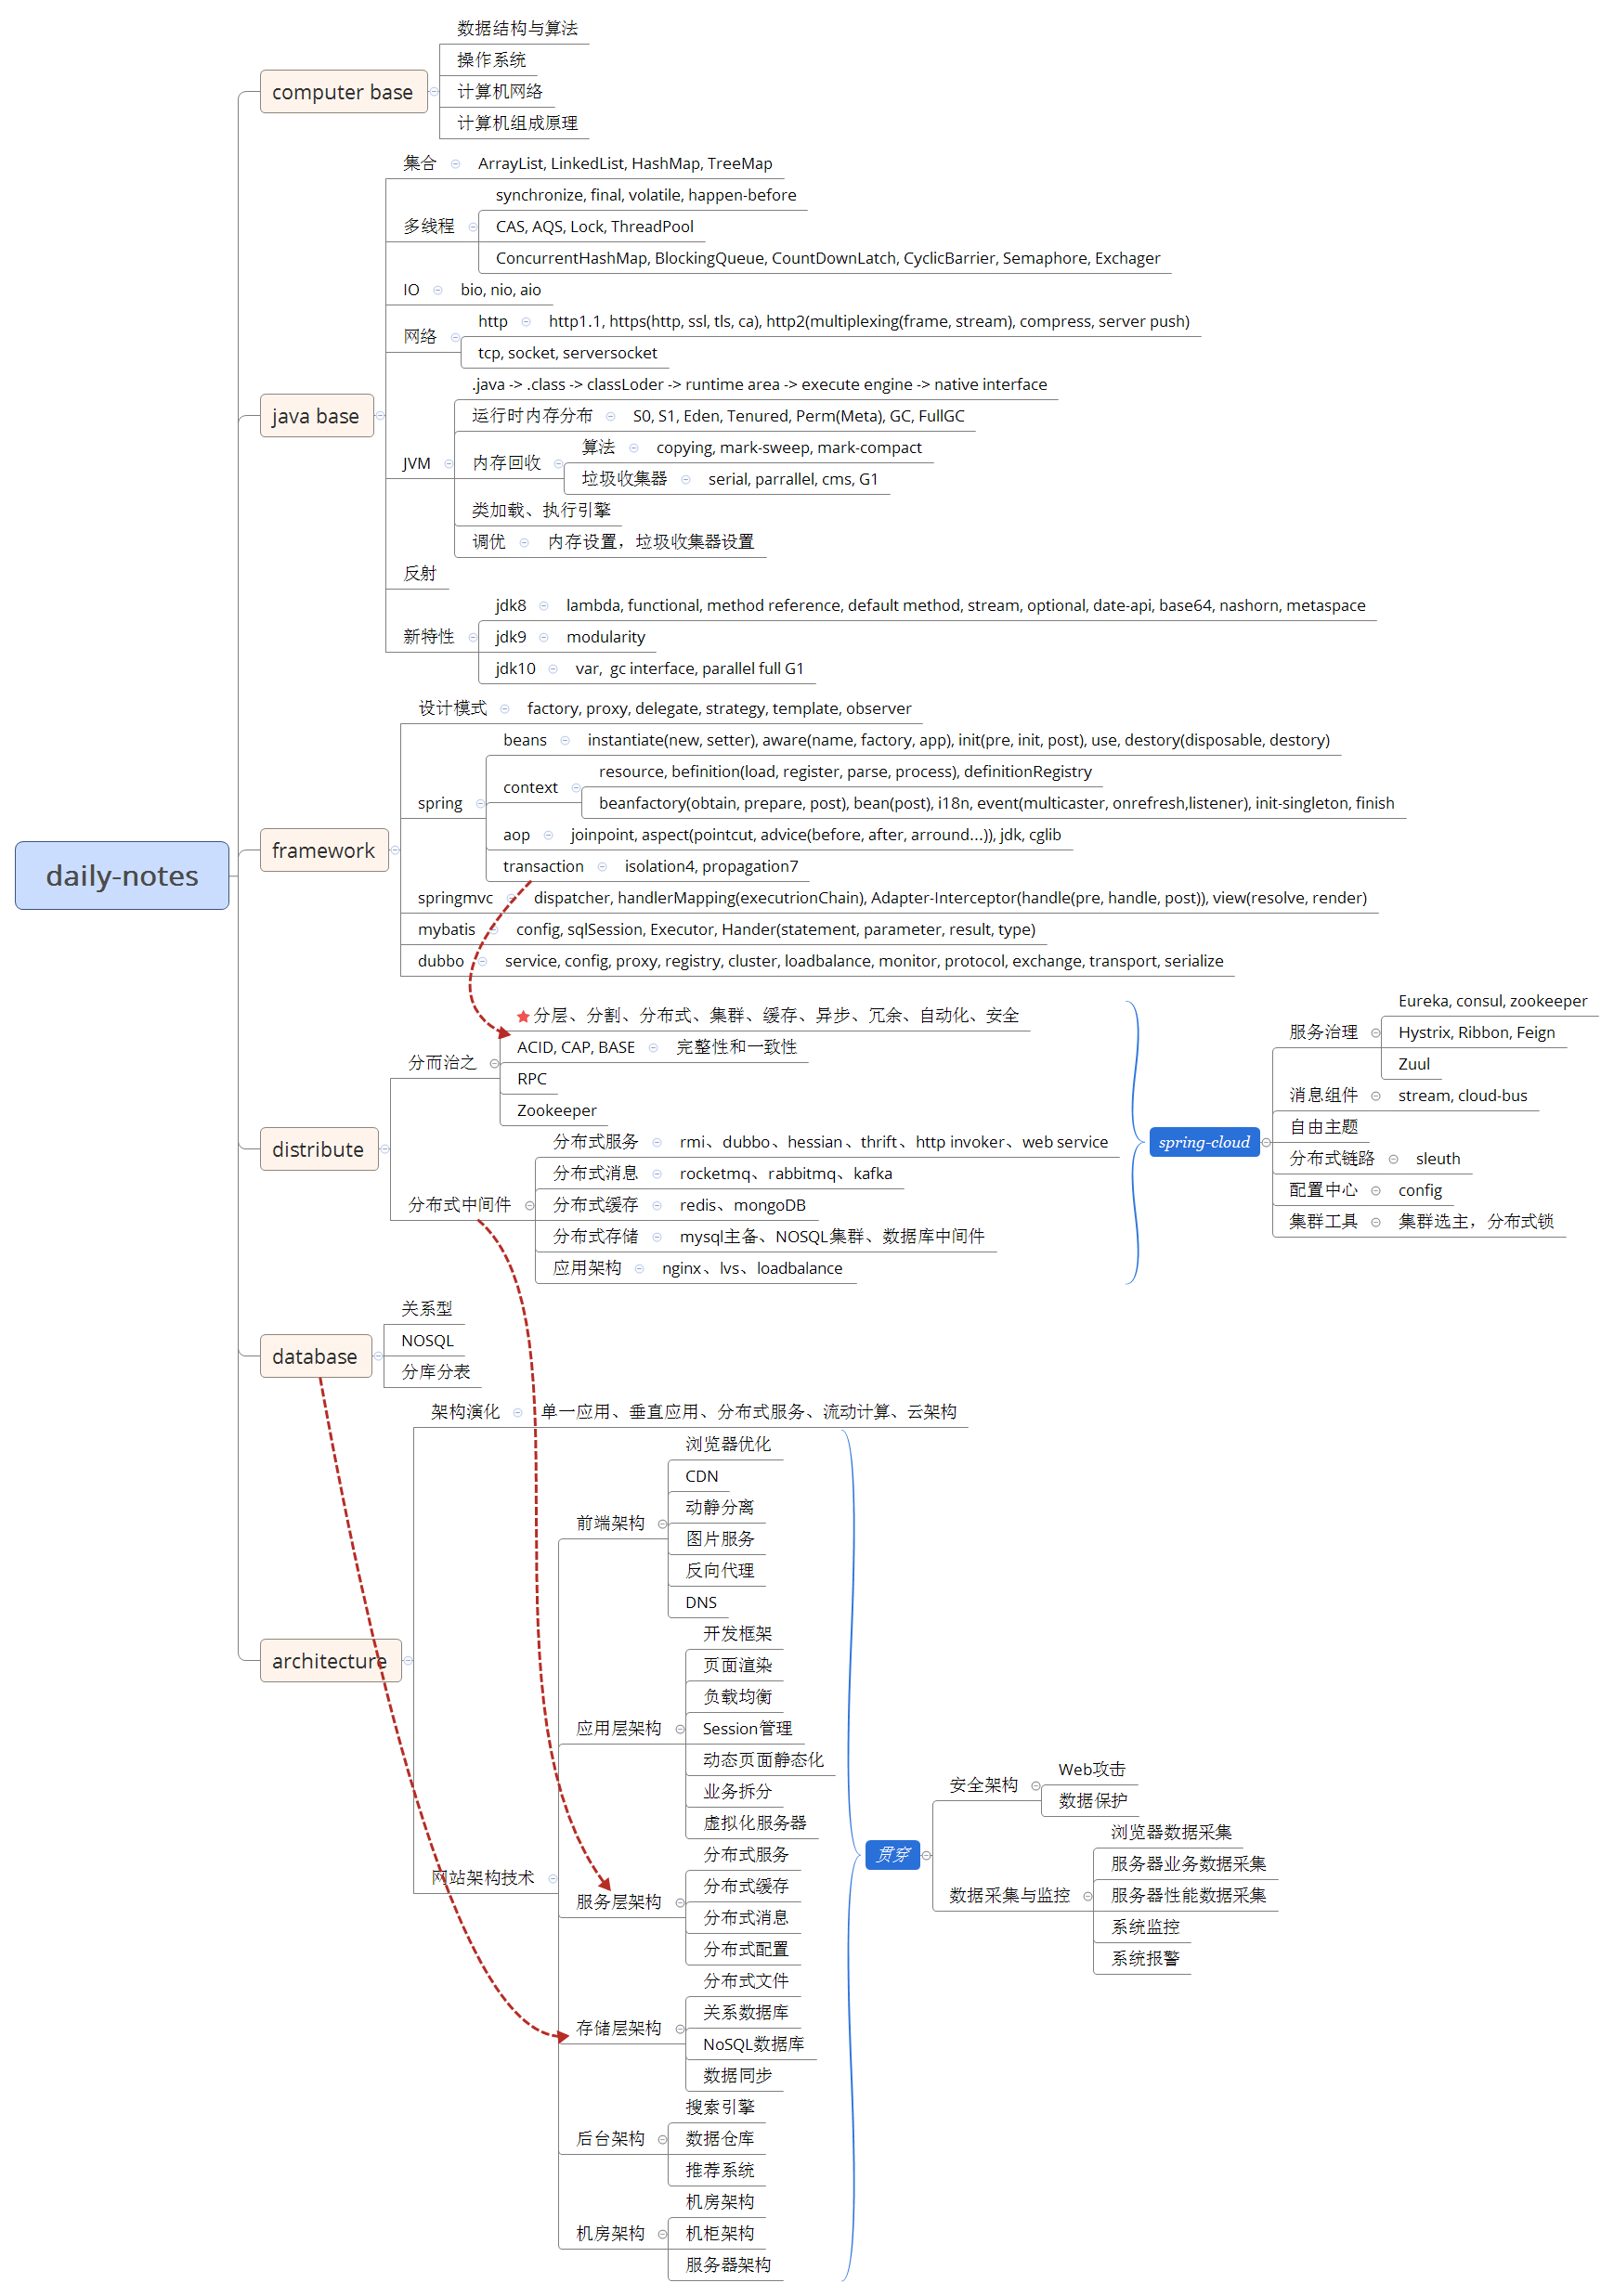 daily-notes
computer base
数据结构与算法
操作系统
计算机网络
计算机组成原理
java base
集合
ArrayList, LinkedList, HashMap, TreeMap
多线程
synchronize, final, volatile, happen-before
CAS, AQS, Lock, ThreadPool
ConcurrentHashMap, BlockingQueue, CountDownLatch, CyclicBarrier, Semaphore, Exchager
IO
bio, nio, aio
网络
http
http1.1, https(http, ssl, tls, ca), http2(multiplexing(frame, stream), compress, server push)
tcp, socket, serversocket
JVM
.java -> .class -> classLoder -> runtime area -> execute engine -> native interface
运行时内存分布
S0, S1, Eden, Tenured, Perm(Meta), GC, FullGC
内存回收
算法
copying, mark-sweep, mark-compact
垃圾收集器
serial, parrallel, cms, G1
类加载、执行引擎
调优
内存设置，垃圾收集器设置
反射
新特性
jdk8
lambda, functional, method reference, default method, stream, optional, date-api, base64, nashorn, metaspace
jdk9
modularity
jdk10
var,  gc interface, parallel full G1
framework
设计模式
factory, proxy, delegate, strategy, template, observer
spring
beans
instantiate(new, setter), aware(name, factory, app), init(pre, init, post), use, destory(disposable, destory)
context
resource, befinition(load, register, parse, process), definitionRegistry
beanfactory(obtain, prepare, post), bean(post), i18n, event(multicaster, onrefresh,listener), init-singleton, finish
aop
joinpoint, aspect(pointcut, advice(before, after, arround...)), jdk, cglib
transaction
isolation4, propagation7
springmvc
dispatcher, handlerMapping(executrionChain), Adapter-Interceptor(handle(pre, handle, post)), view(resolve, render)
mybatis
config, sqlSession, Executor, Hander(statement, parameter, result, type)
dubbo
service, config, proxy, registry, cluster, loadbalance, monitor, protocol, exchange, transport, serialize
distribute
分而治之
分层、分割、分布式、集群、缓存、异步、冗余、自动化、安全
ACID, CAP, BASE
完整性和一致性
RPC
Zookeeper
分布式中间件
分布式服务
rmi、dubbo、hessian、thrift、http invoker、web service
分布式消息
rocketmq、rabbitmq、kafka
分布式缓存
redis、mongoDB
分布式存储
mysql主备、NOSQL集群、数据库中间件
应用架构
nginx、lvs、loadbalance
spring-cloud
服务治理
Eureka, consul, zookeeper
Hystrix, Ribbon, Feign
Zuul
消息组件
stream, cloud-bus
自由主题
分布式链路
sleuth
配置中心
config
集群工具
集群选主，分布式锁
database
关系型
NOSQL
分库分表
architecture
架构演化
单一应用、垂直应用、分布式服务、流动计算、云架构
网站架构技术
前端架构
浏览器优化
CDN
动静分离
图片服务
反向代理
DNS
应用层架构
开发框架
页面渲染
负载均衡
Session管理
动态页面静态化
业务拆分
虚拟化服务器
服务层架构
分布式服务
分布式缓存
分布式消息
分布式配置
存储层架构
分布式文件
关系数据库
NoSQL数据库
数据同步
后台架构
搜索引擎
数据仓库
推荐系统
机房架构
机房架构
机柜架构
服务器架构
贯穿
安全架构
Web攻击
数据保护
数据采集与监控
浏览器数据采集
服务器业务数据采集
服务器性能数据采集
系统监控
系统报警